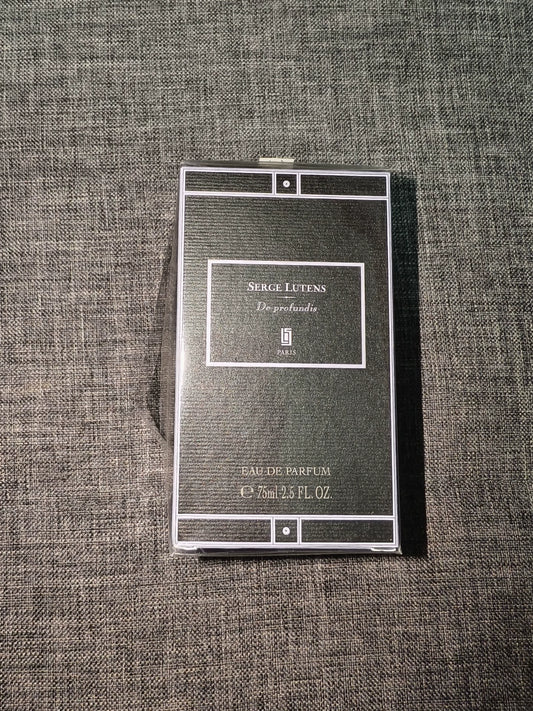 SERGE LUTENS
De profundis
PARIS
EAU DE PARFUM
℮ 75ml 2.5 FL. OZ.